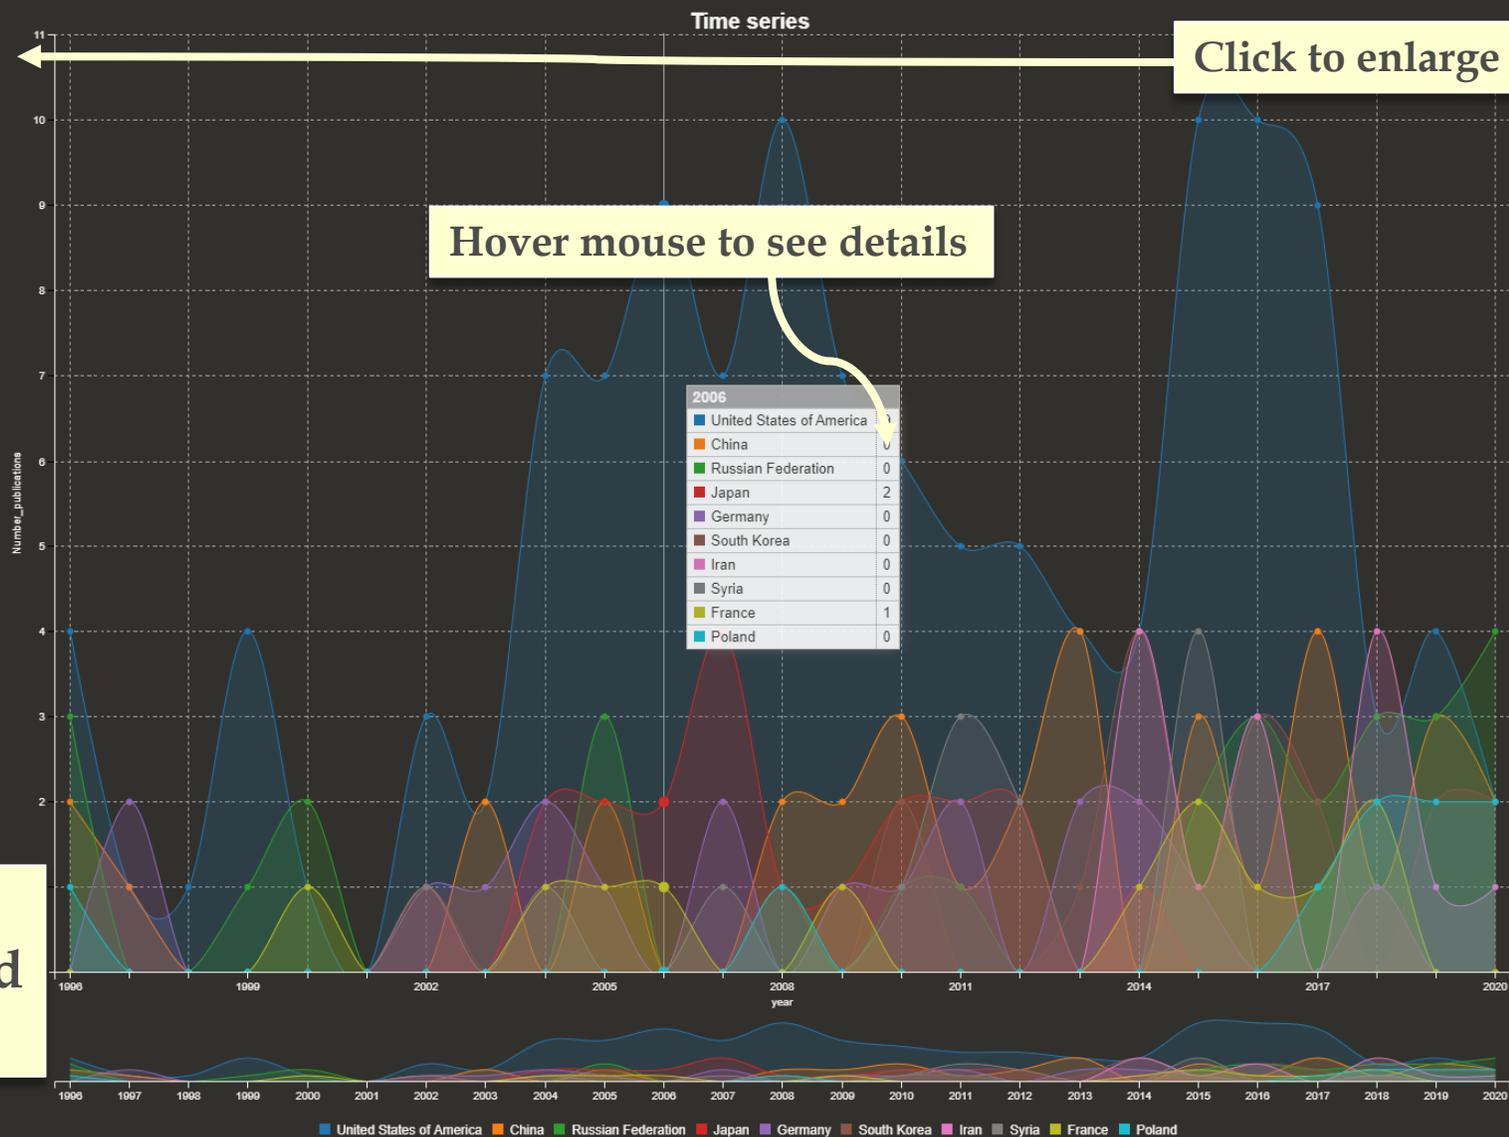 Time series
Click to enlarge
Hover mouse to see details
11
10
9
8
7
6
5
4
3
2
Number_publications
2006
United States of America
China 0
Russian Federation 0
Japan 2
Germany 0
South Korea 0
Iran 0
Syria 0
France 1
Poland 0
d
1996 1999 2002 2005 2008 2011 2014 2017 2020
year
1996 1997 1998 1999 2000 2001 2002 2003 2004 2005 2006 2007 2008 2009 2010 2011 2012 2013 2014 2015 2016 2017 2018 2019 2020
United States of America China Russian Federation Japan Germany South Korea Iran Syria France Poland